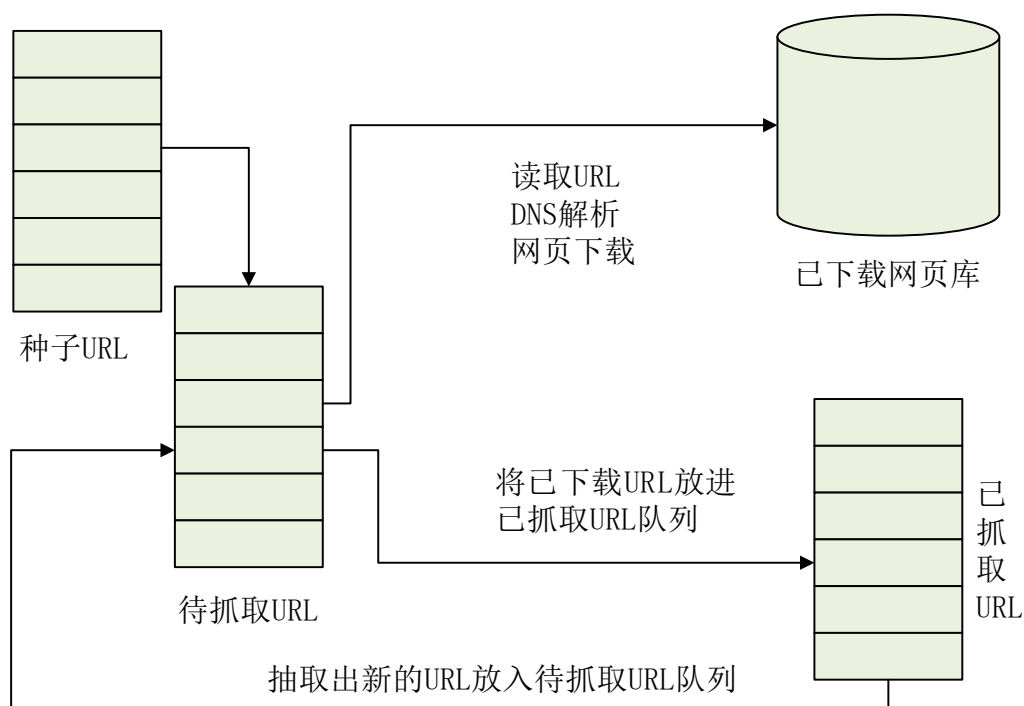 读取URL
DNS解析
网页下载
已下载网页库
种子URL
将已下载URL放进
已抓取URL队列
已
抓
取
URL
待抓取URL
抽取出新的URL放入待抓取URL队列